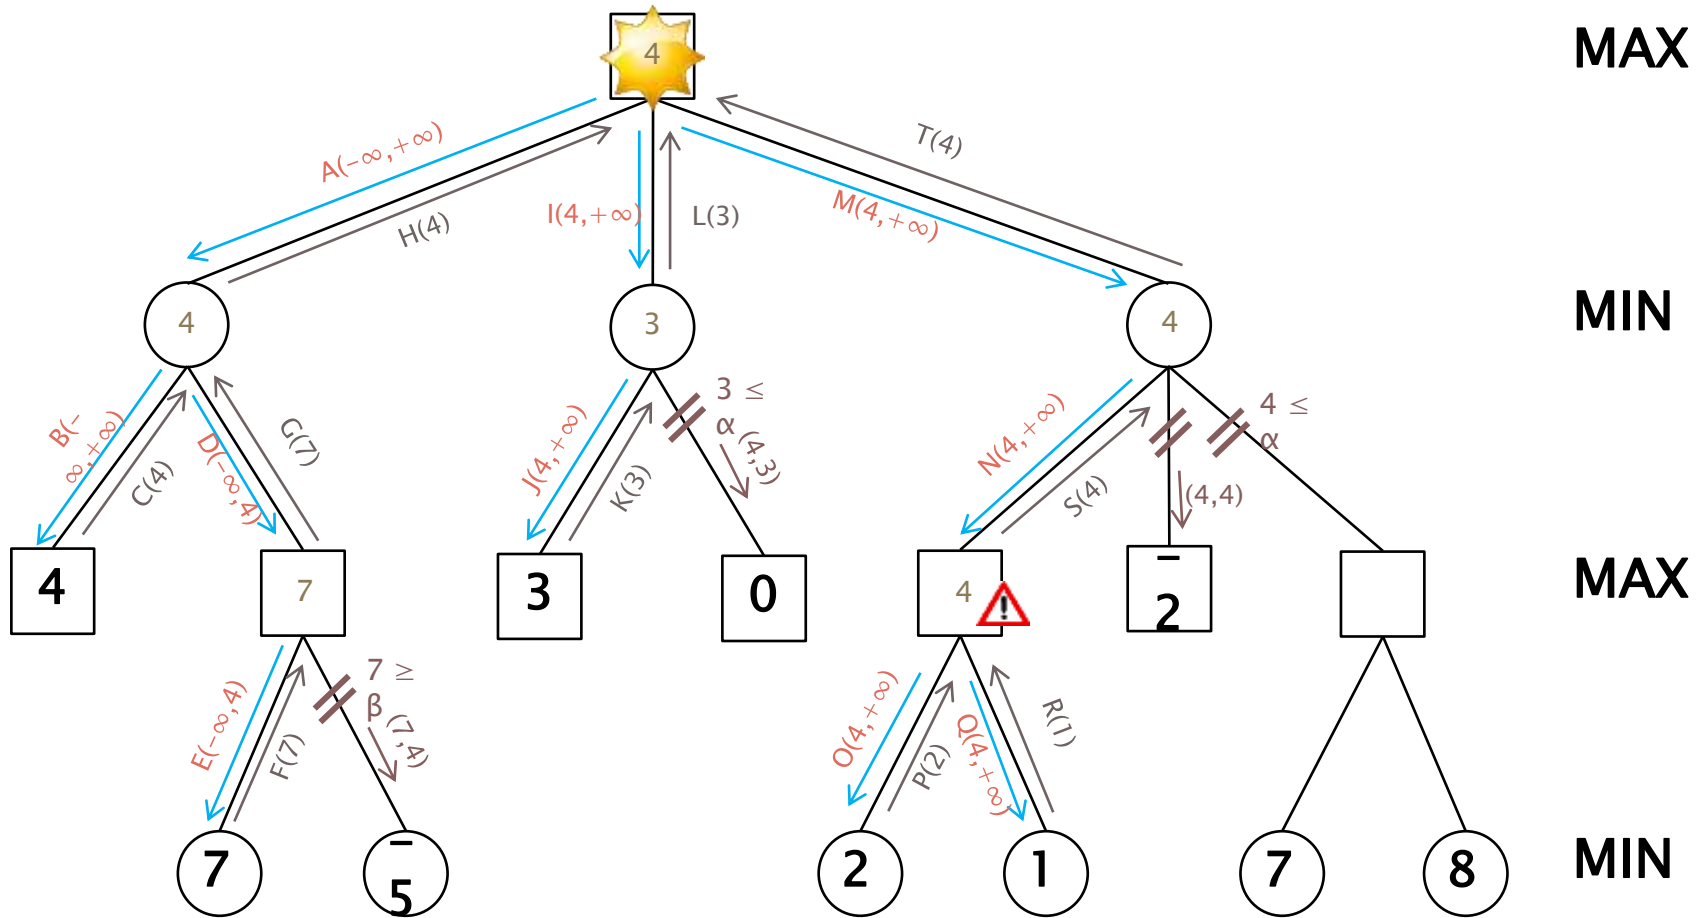 4
MAX
A(−∞,+∞)
H(4)
I(4,+∞)
L(3)
M(4,+∞)
T(4)
4
3
4
MIN
B(-
∞,+∞)
C(4)
D(−∞,4)
G(7)
J(4,+∞)
K(3)
3 ≤
α
(4,3)
N(4,+∞)
S(4)
(4,4)
4 ≤
α
4
7
3
0
4
!
-
2
MAX
E(−∞,4)
F(7)
7 ≥
β
(7,4)
O(4,+∞)
P(2)
Q(4,+∞)
R(1)
7
-
5
2
1
7
8
MIN